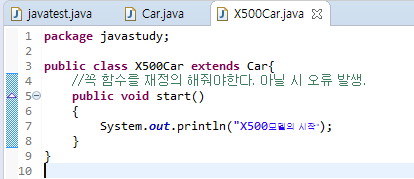 javatest.java Car.java X500Car.java
1 package javastudy;
2
3 public class X500Car extends Car{
4 //꼭 함수를 재정의 해줘야한다. 아닐 시 오류 발생.
5 public void start()
6 {
7 System.out.println("X500모델의 시작");
8 }
9 }
10